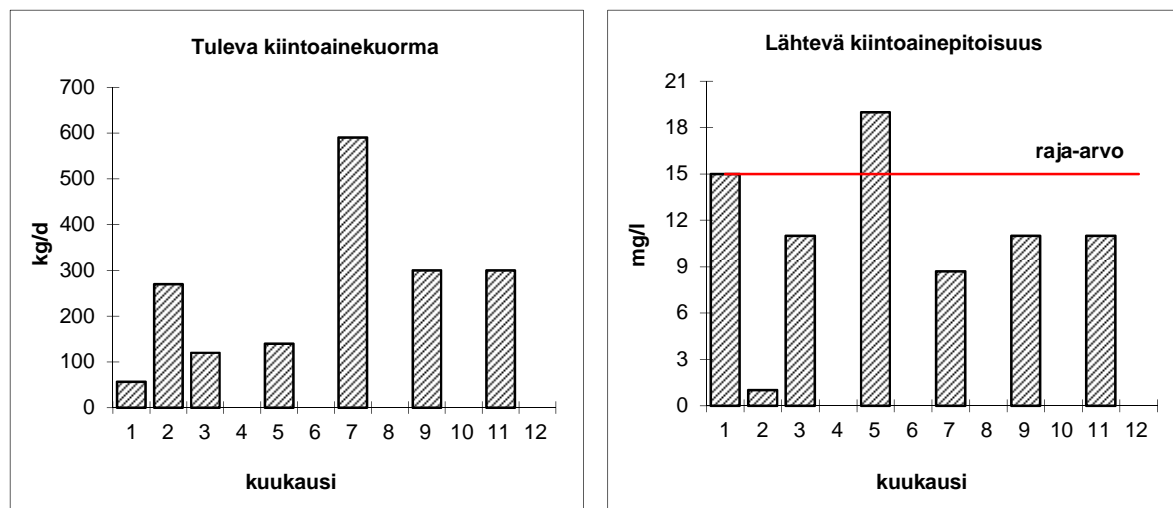 Tuleva kiintoainekuorma
700
600
500
400
300
200
100
0
kg/d
1 2 3 4 5 6 7 8 9 10 11 12
kuukausi
Lähtevä kiintoainepitoisuus
21
18
15
12
9
6
3
0
mg/l
raja-arvo
1 2 3 4 5 6 7 8 9 10 11 12
kuukausi